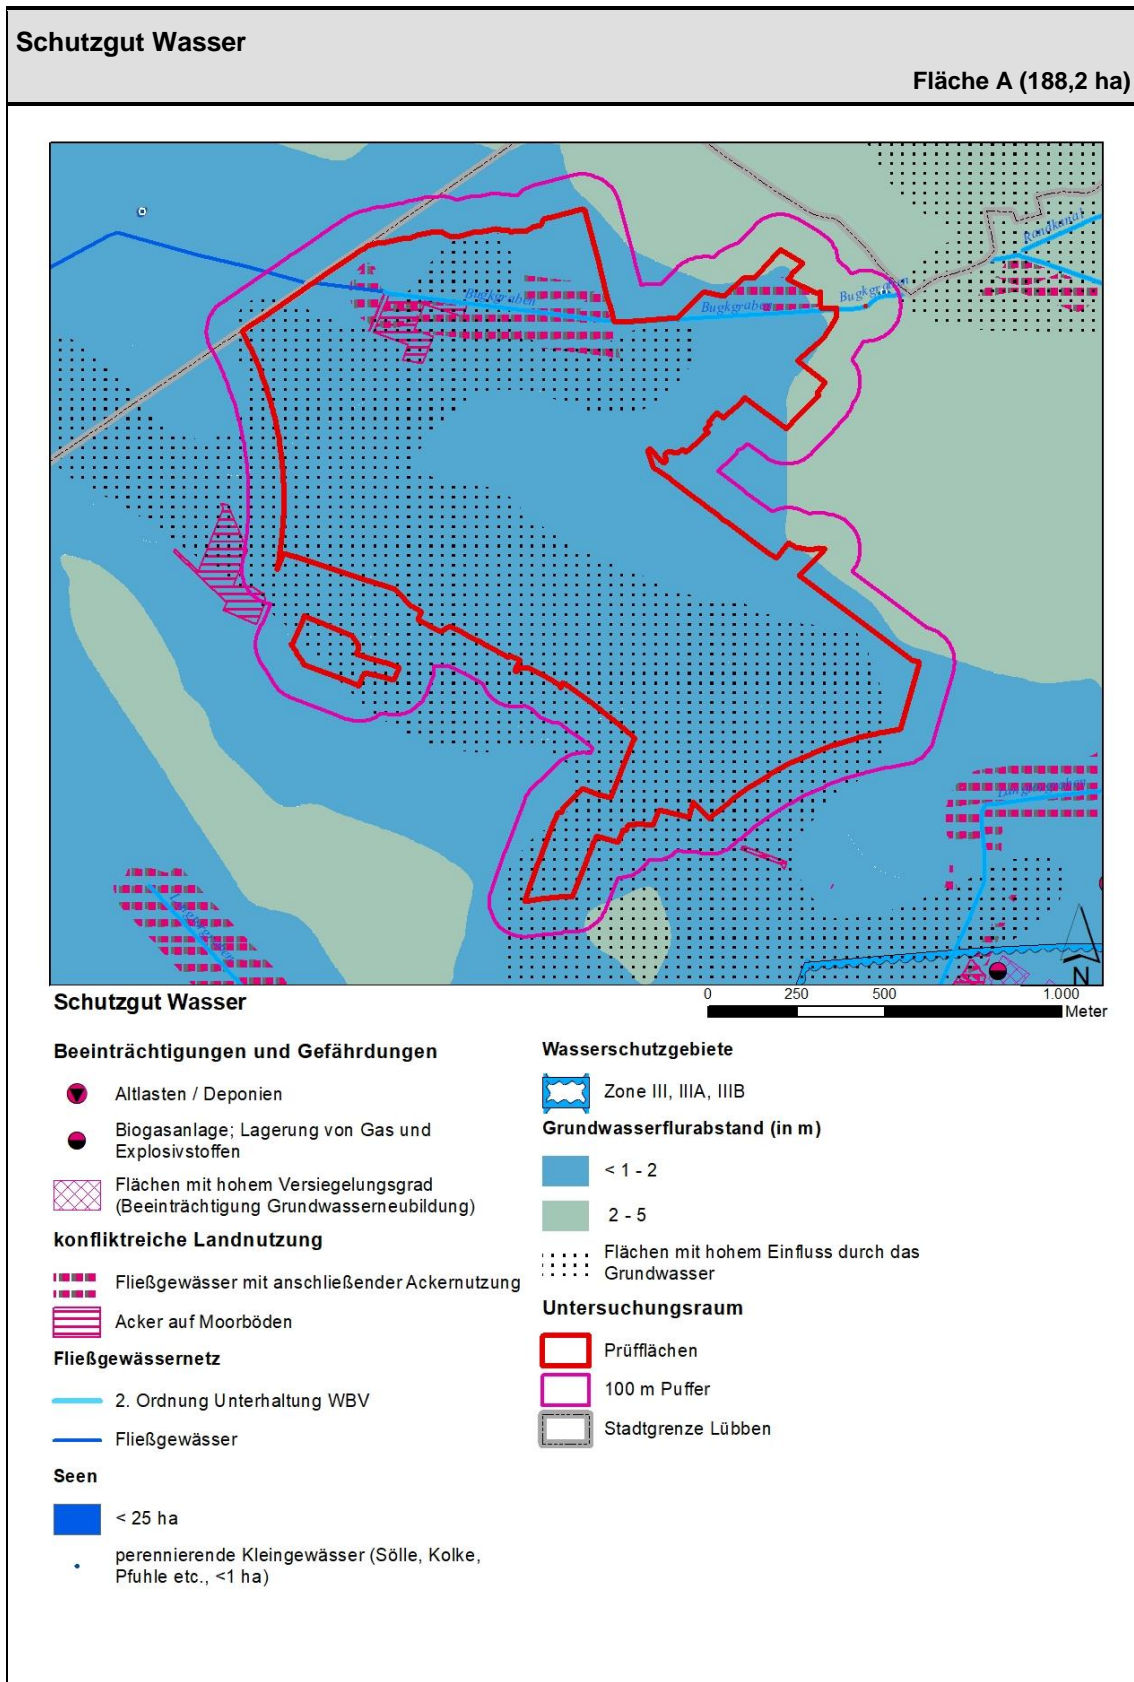 Schutzgut Wasser
Fläche A (188,2 ha)
Randkanal
Bugkgraben
Bugkgraben
Bugkgraben
N
Schutzgut Wasser
0 250 500 1.000
Meter
Beeinträchtigungen und Gefährdungen
Altlasten / Deponien
Biogasanlage; Lagerung von Gas und
Explosivstoffen
Flächen mit hohem Versiegelungsgrad
(Beeinträchtigung Grundwasserneubildung)
konfliktreiche Landnutzung
Fließgewässer mit anschließender Ackernutzung
Acker auf Moorböden
Fließgewässernetz
2. Ordnung Unterhaltung WBV
Fließgewässer
Seen
< 25 ha
perennierende Kleingewässer (Sölle, Kolke,
Pfuhle etc., <1 ha)
Wasserschutzgebiete
Zone III, IIIA, IIIB
Grundwasserflurabstand (in m)
< 1 - 2
2 - 5
Flächen mit hohem Einfluss durch das
Grundwasser
Untersuchungsraum
Prüfflächen
100 m Puffer
Stadtgrenze Lübben